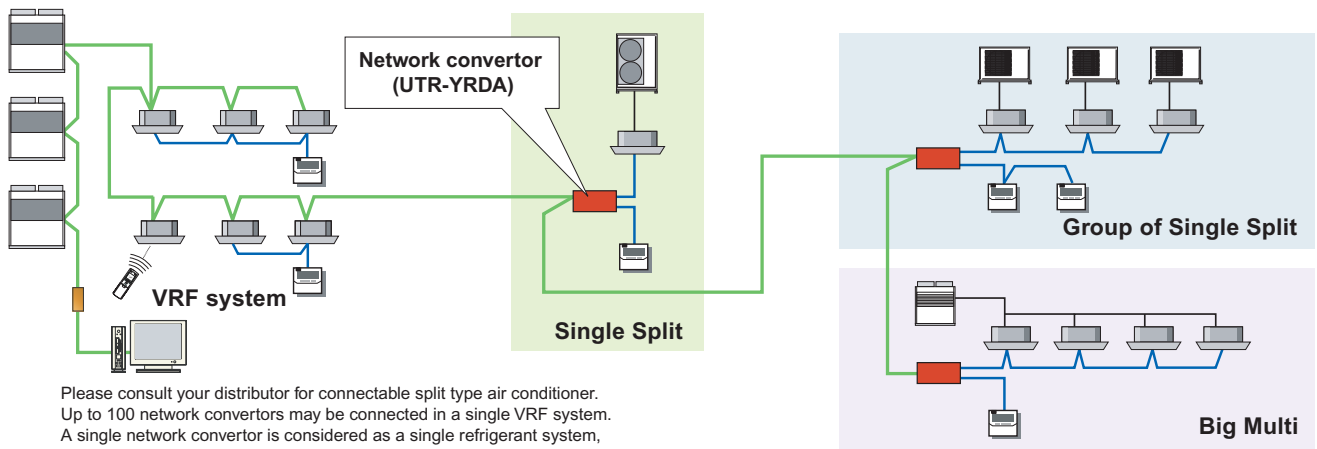 Network convertor
(UTR-YRDA)
VRF system
Single Split
Group of Single Split
Big Multi
Please consult your distributor for connectable split type air conditioner.
Up to 100 network convertors may be connected in a single VRF system.
A single network convertor is considered as a single refrigerant system,